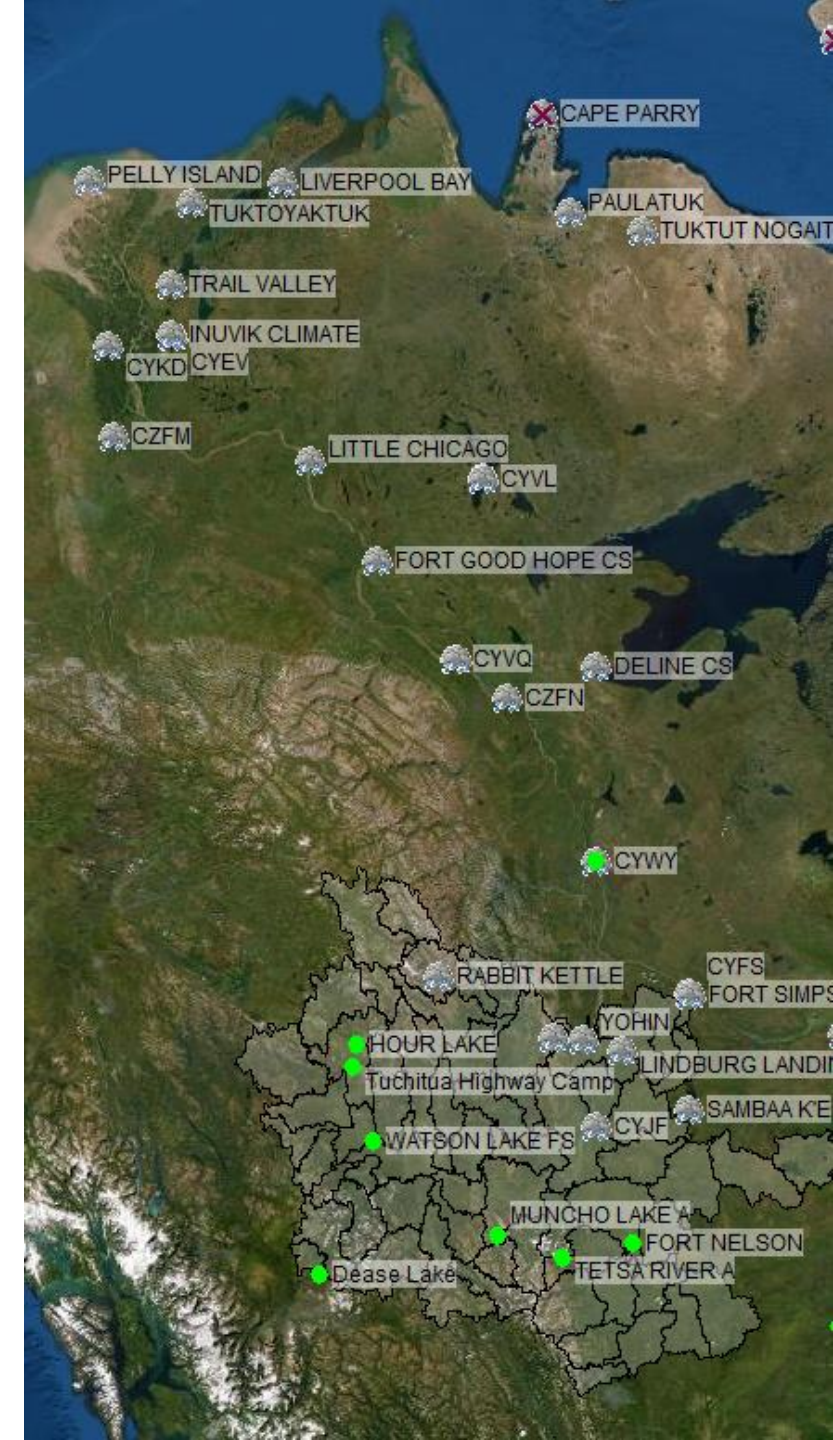 CAPE PARRY
PELLY ISLAND
LIVERPOOL BAY
TUKTOYAKTUK
PAULATUK
TUKTUT NOGAIT
TRAIL VALLEY
INUVIK CLIMATE
CYKD
CYEV
CZFM
LITTLE CHICAGO
CYVL
FORT GOOD HOPE CS
CYVQ
DELINE CS
CZFN
CYWY
RABBIT KETTLE
CYFS
FORT SIMPS
YOHIN
HOUR LAKE
LINDBURG LANDIN
Tuchitua Highway Camp
SAMBAA K'E
CYJF
WATSON LAKE FS
MUNCHO LAKE A
FORT NELSON
TETSA RIVER A
Dease Lake